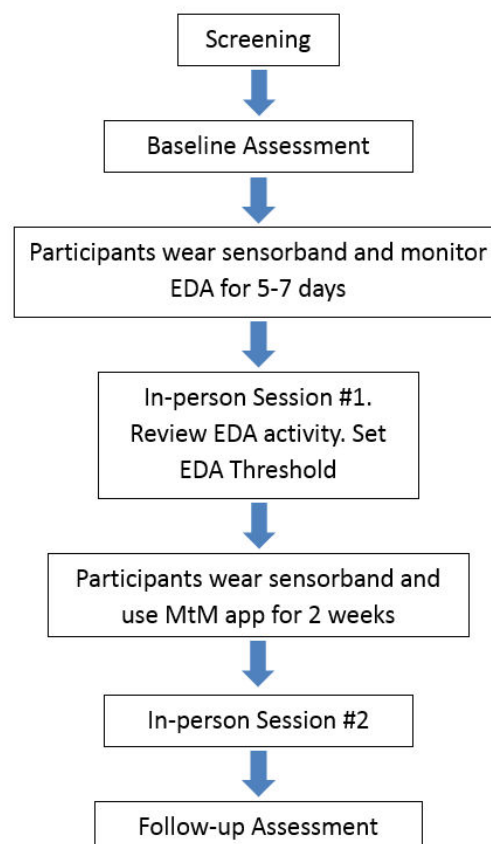 Screening
Baseline Assessment
Participants wear sensorband and monitor
EDA for 5-7 days
In-person Session #1.
Review EDA activity. Set
EDA Threshold
Participants wear sensorband and
use MtM app for 2 weeks
In-person Session #2
Follow-up Assessment